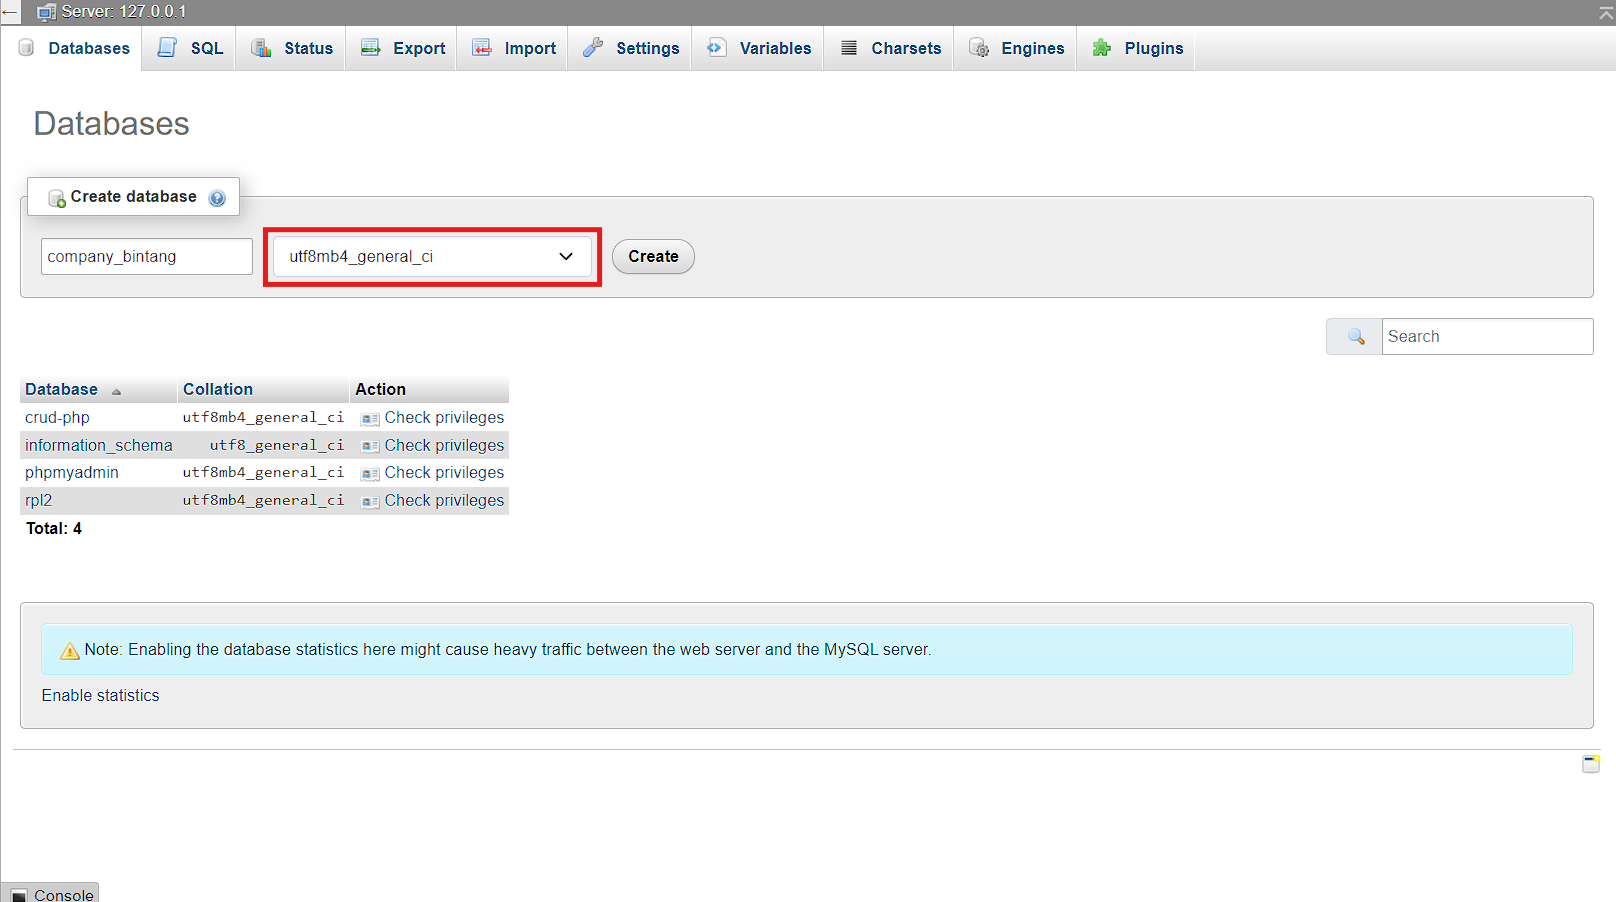 Server: 127.0.0.1
Databases SQL Status Export Import Settings Variables Charsets Engines Plugins
Databases
Create database
company_bintang utf8mb4_general_ci Create
Search
Database Collation Action
crud-php utf8mb4_general_ci Check privileges
information_schema utf8_general_ci Check privileges
phpmyadmin utf8mb4_general_ci Check privileges
rpl2 utf8mb4_general_ci Check privileges
Total: 4
Note: Enabling the database statistics here might cause heavy traffic between the web server and the MySQL server.
Enable statistics
Console